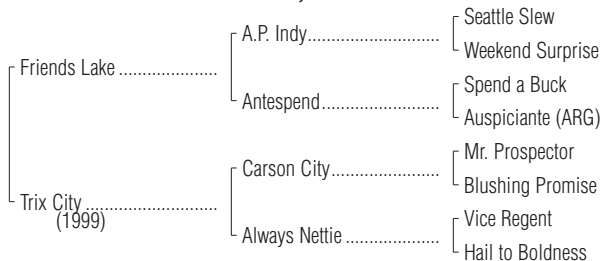 Seattle Slew
A.P. Indy..............................
Weekend Surprise
Friends Lake ......................
Spend a Buck
Antespend...........................
Auspiciante (ARG)
Mr. Prospector
Carson City........................
Blushing Promise
Trix City .............................
(1999)
Vice Regent
Always Nettie .....................
Hail to Boldness